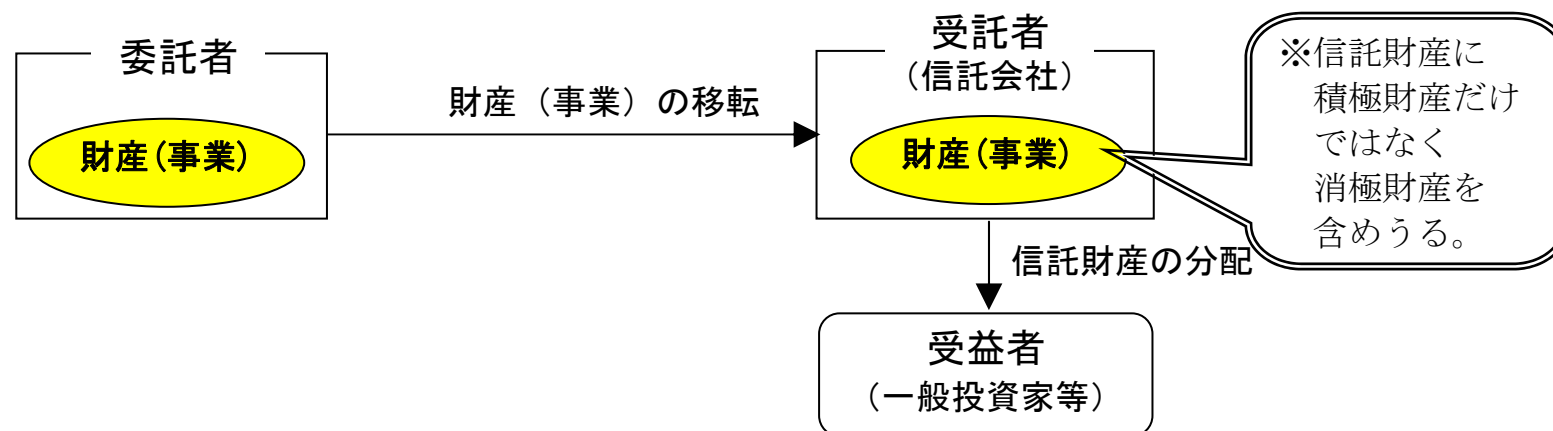 委託者
財産(事業)
財産（事業）の移転
受託者
（信託会社）
財産(事業)
※信託財産に
積極財産だけ
ではなく
消極財産を
含めうる。
信託財産の分配
受益者
（一般投資家等）